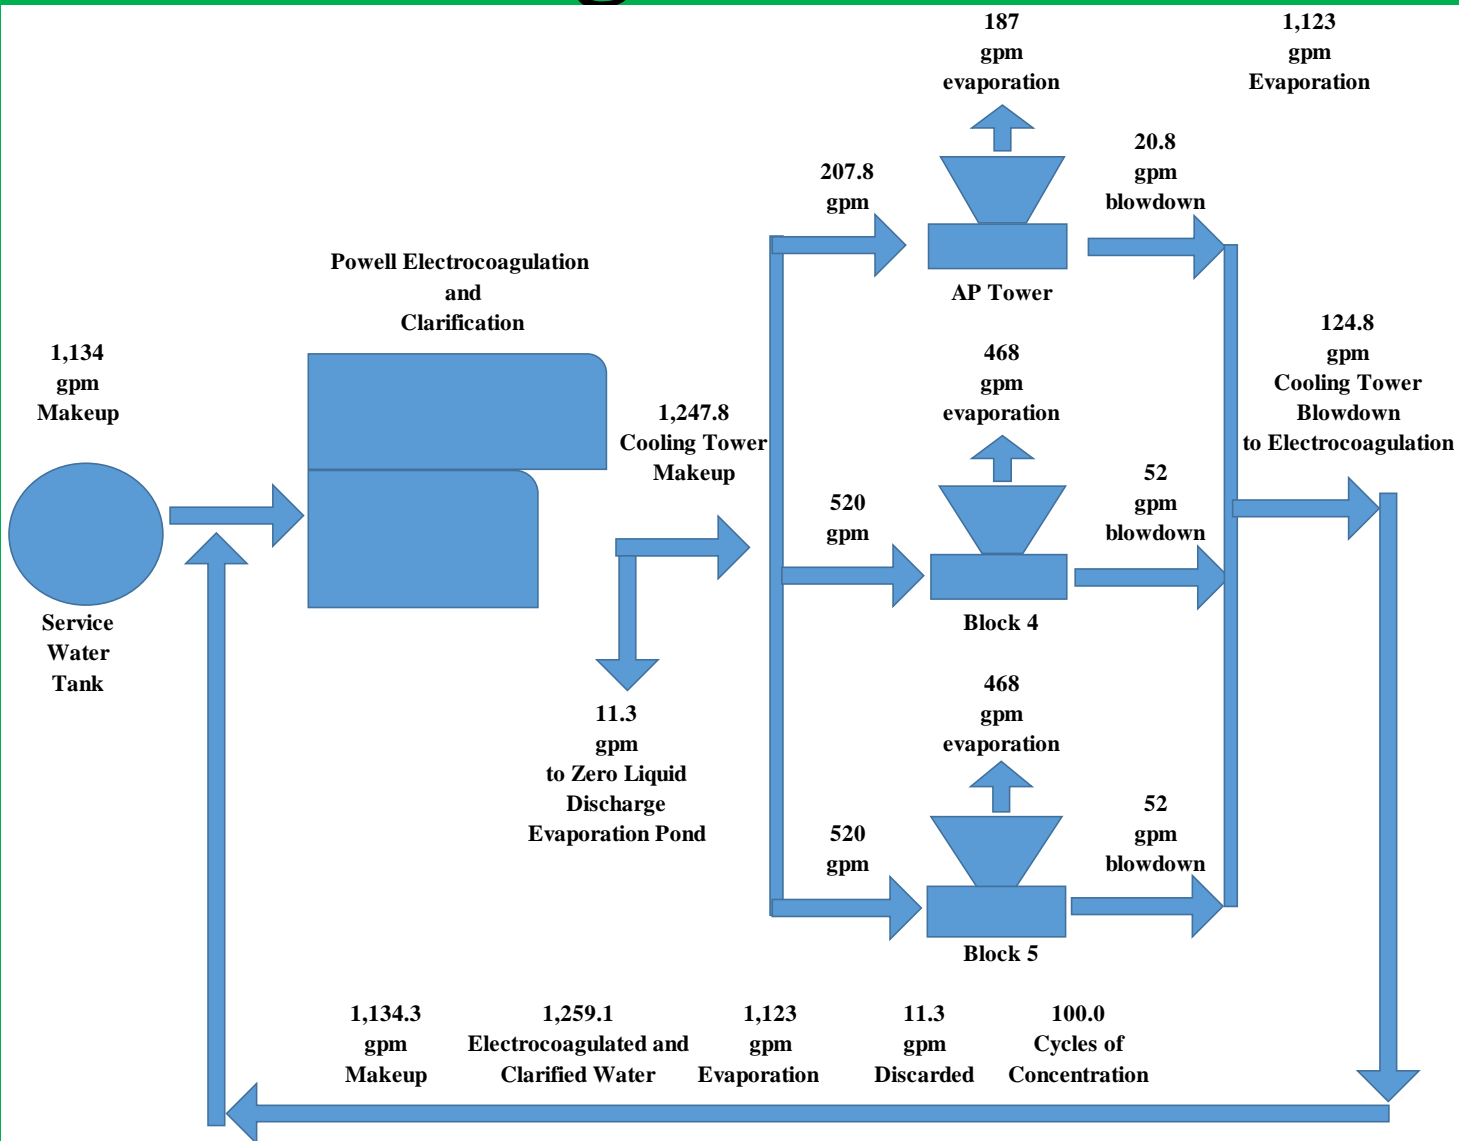 187
gpm
evaporation
1,123
gpm
Evaporation
207.8
gpm
20.8
gpm
blowdown
AP Tower
Powell Electrocoagulation
and
Clarification
1,134
gpm
Makeup
Service
Water
Tank
1,247.8
Cooling Tower
Makeup
468
gpm
evaporation
520
gpm
52
gpm
blowdown
Block 4
124.8
gpm
Cooling Tower
Blowdown
to Electrocoagulation
11.3
gpm
to Zero Liquid
Discharge
Evaporation Pond
468
gpm
evaporation
520
gpm
52
gpm
blowdown
Block 5
1,134.3
gpm
Makeup
1,259.1
Electrocoagulated and
Clarified Water
1,123
gpm
Evaporation
11.3
gpm
Discarded
100.0
Cycles of
Concentration